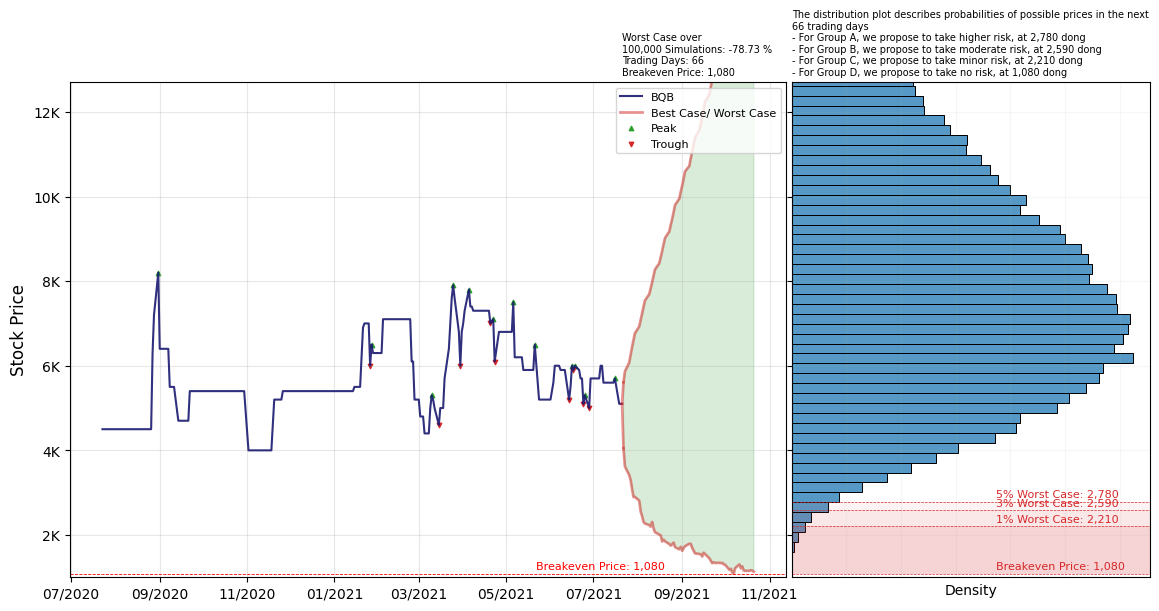 The distribution plot describes probabilities of possible prices in the next
66 trading days
- For Group A, we propose to take higher risk, at 2,780 dong
- For Group B, we propose to take moderate risk, at 2,590 dong
- For Group C, we propose to take minor risk, at 2,210 dong
- For Group D, we propose to take no risk, at 1,080 dong
Worst Case over
100,000 Simulations: -78.73 %
Trading Days: 66
Breakeven Price: 1,080
BQB
Best Case/ Worst Case
Peak
Trough
Stock Price
12K
10K
8K
6K
4K
2K
Breakeven Price: 1,080
07/2020
09/2020
11/2020
01/2021
03/2021
05/2021
07/2021
09/2021
11/2021
5% Worst Case: 2,780
3% Worst Case: 2,590
1% Worst Case: 2,210
Breakeven Price: 1,080
Density